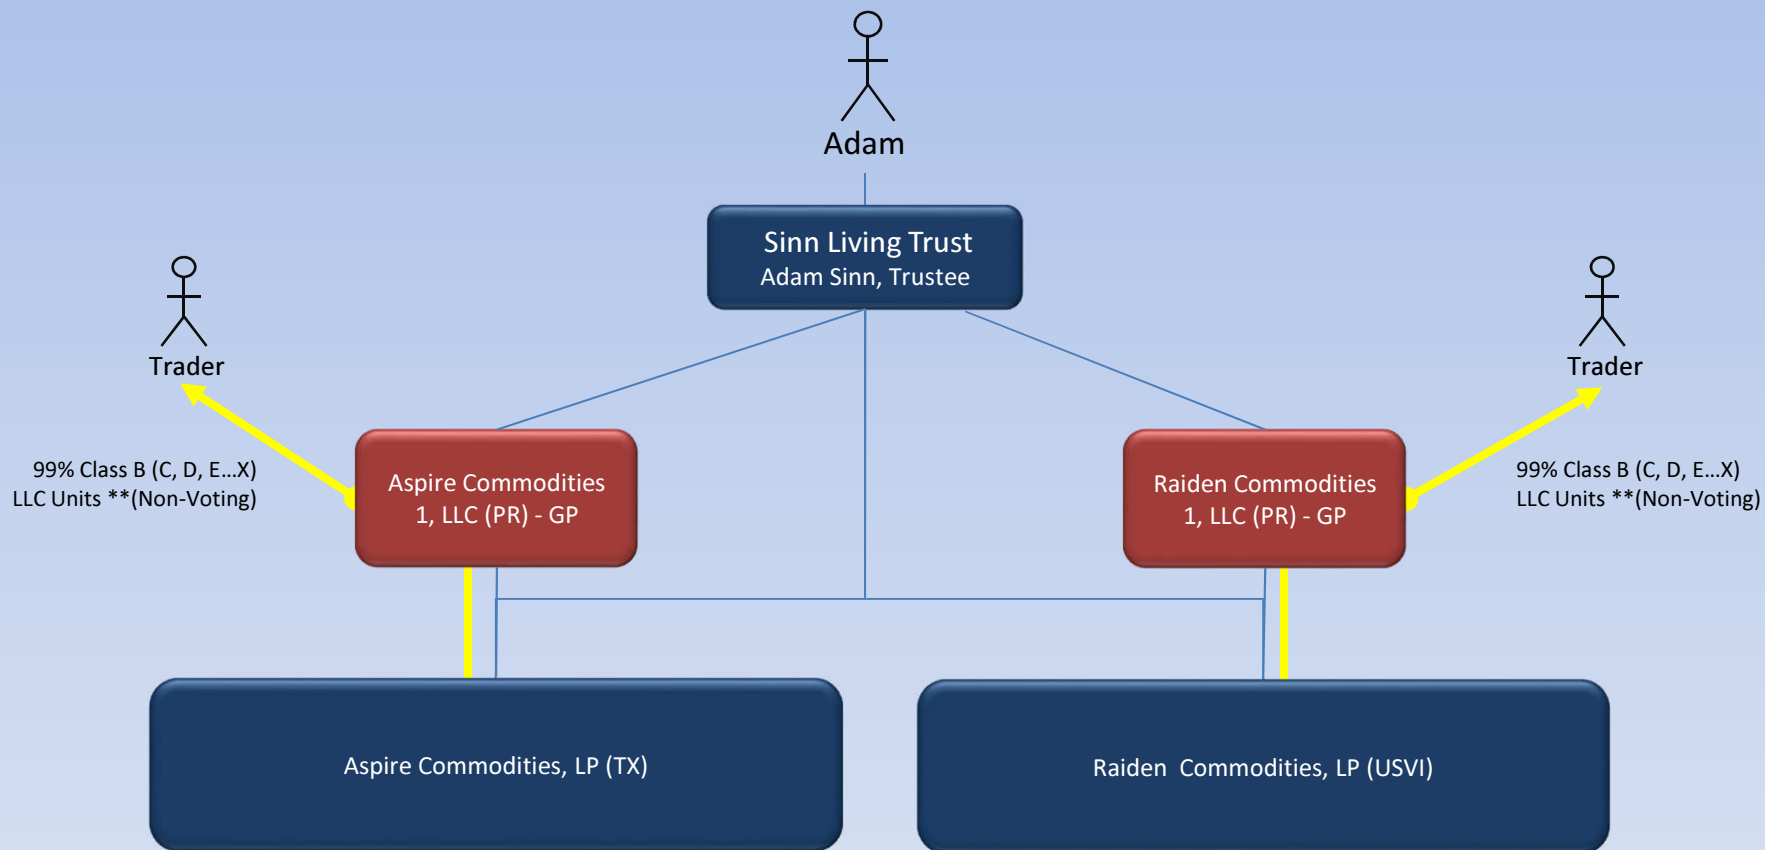 Adam
Sinn Living Trust
Adam Sinn, Trustee
Trader
Trader
99% Class B (C, D, E...X)
LLC Units **(Non-Voting)
Aspire Commodities
1, LLC (PR) - GP
Raiden Commodities
1, LLC (PR) - GP
99% Class B (C, D, E...X)
LLC Units **(Non-Voting)
Aspire Commodities, LP (TX)
Raiden Commodities, LP (USVI)